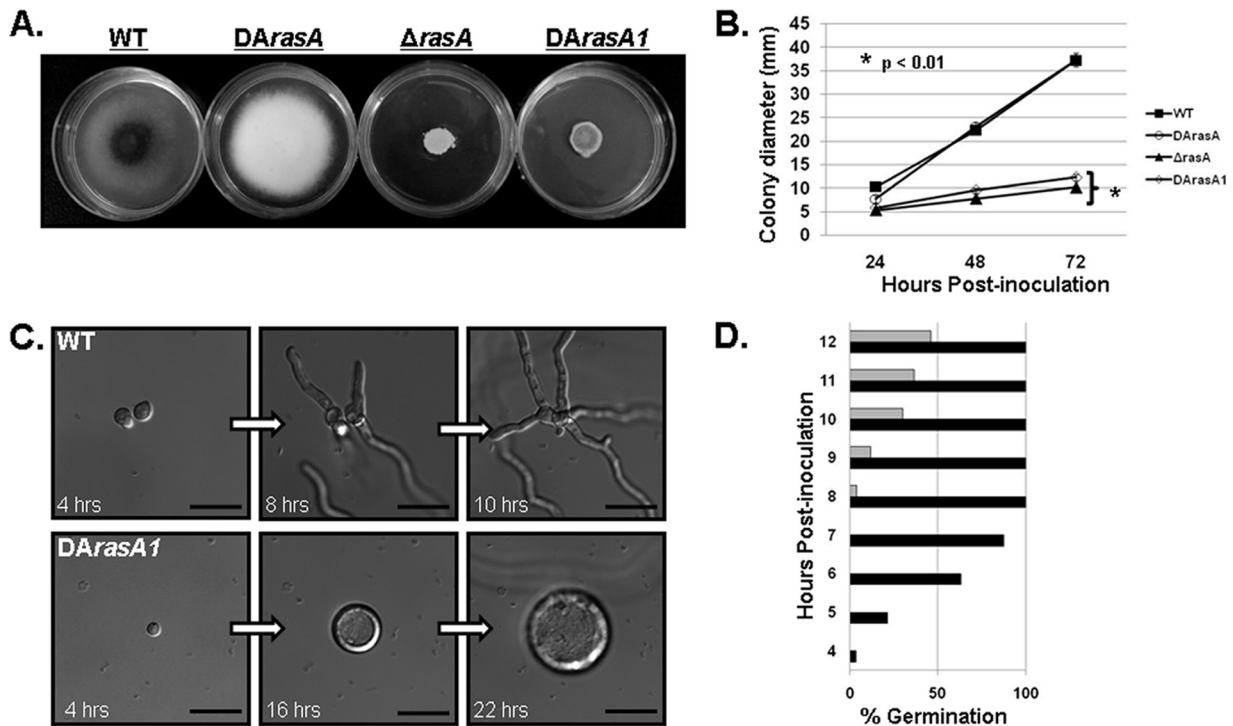 A.
WT DArasA ΔrasA DArasA1
B.
Colony diameter (mm)
45
40
35
30
25
20
15
10
5
0
* p < 0.01
*
24 48 72
Hours Post-inoculation
WT
DArasA
ΔrasA
DArasA1
C.
WT
4 hrs
8 hrs
10 hrs
DArasA1
4 hrs
16 hrs
22 hrs
D.
Hours Post-inoculation
12
11
10
9
8
7
6
5
4
0 50 100
% Germination